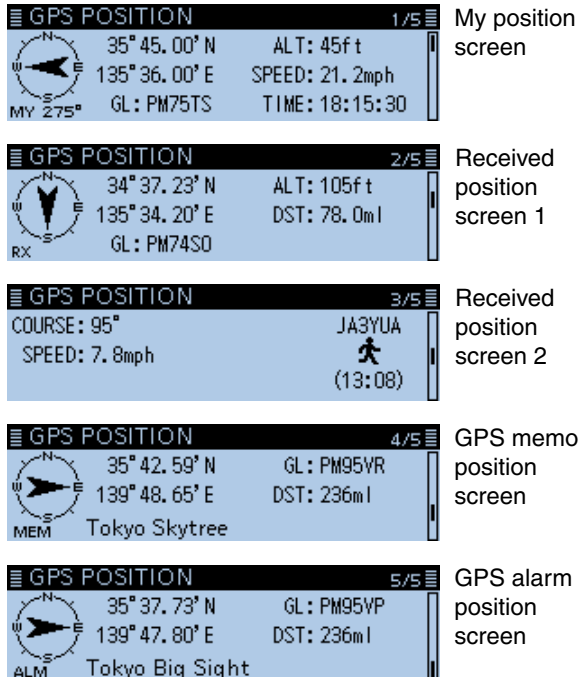 GPS POSITION 1/5
N
W E
S
35°45.00'N ALT:45ft
135°36.00'E SPEED:21.2mph
MY 275° GL:PM75TS TIME:18:15:30
My position
screen
GPS POSITION 2/5
N
W E
S
34°37.23'N ALT:105ft
135°34.20'E DST:78.0ml
RX GL:PM74SO
Received
position
screen 1
GPS POSITION 3/5
COURSE:95° JA3YUA
SPEED:7.8mph
(13:08)
Received
position
screen 2
GPS POSITION 4/5
N
W E
S
35°42.59'N GL:PM95VR
139°48.65'E DST:236ml
MEM Tokyo Skytree
GPS memo
position
screen
GPS POSITION 5/5
N
W E
S
35°37.73'N GL:PM95VP
139°47.80'E DST:236ml
ALM Tokyo Big Sight
GPS alarm
position
screen